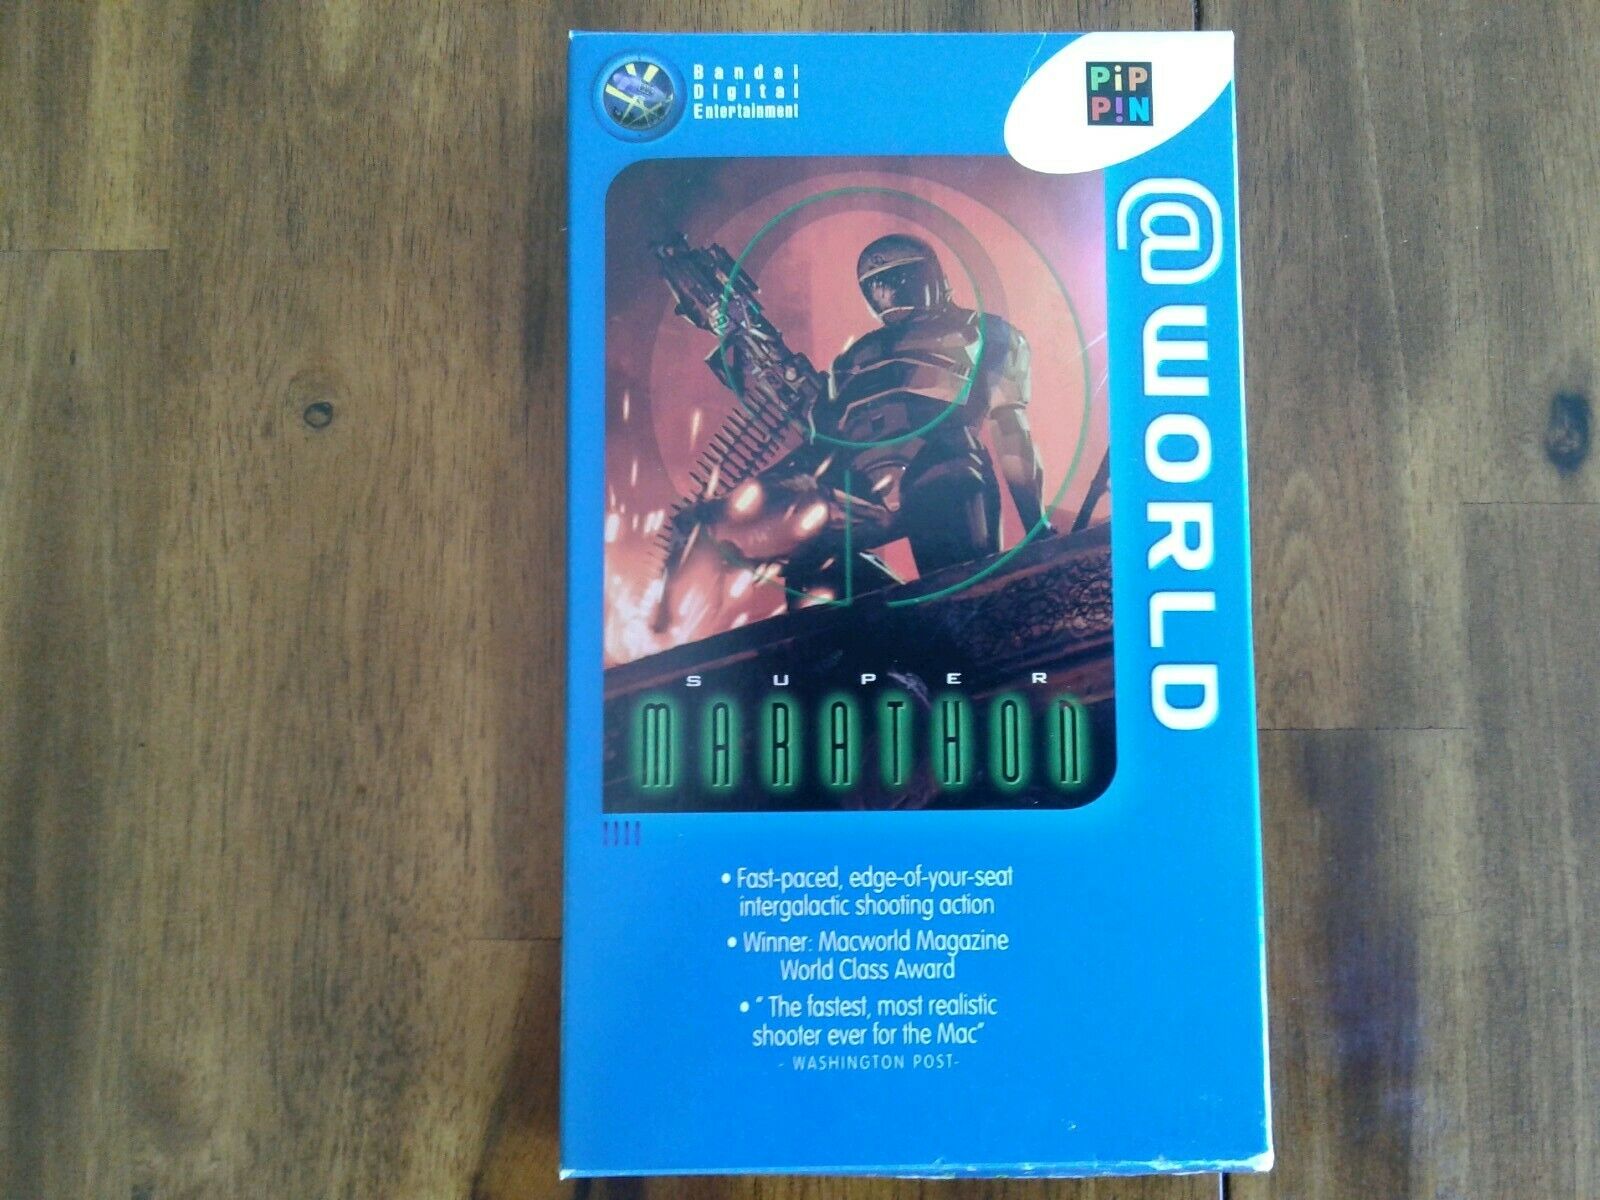 Bandai
Digital
Entertainment
PiP
P!N
@WORLD
SUPER
MARATHON
• Fast-paced, edge-of-your-seat
intergalactic shooting action
• Winner: Macworld Magazine
World Class Award
• " The fastest, most realistic
shooter ever for the Mac"
- WASHINGTON POST-